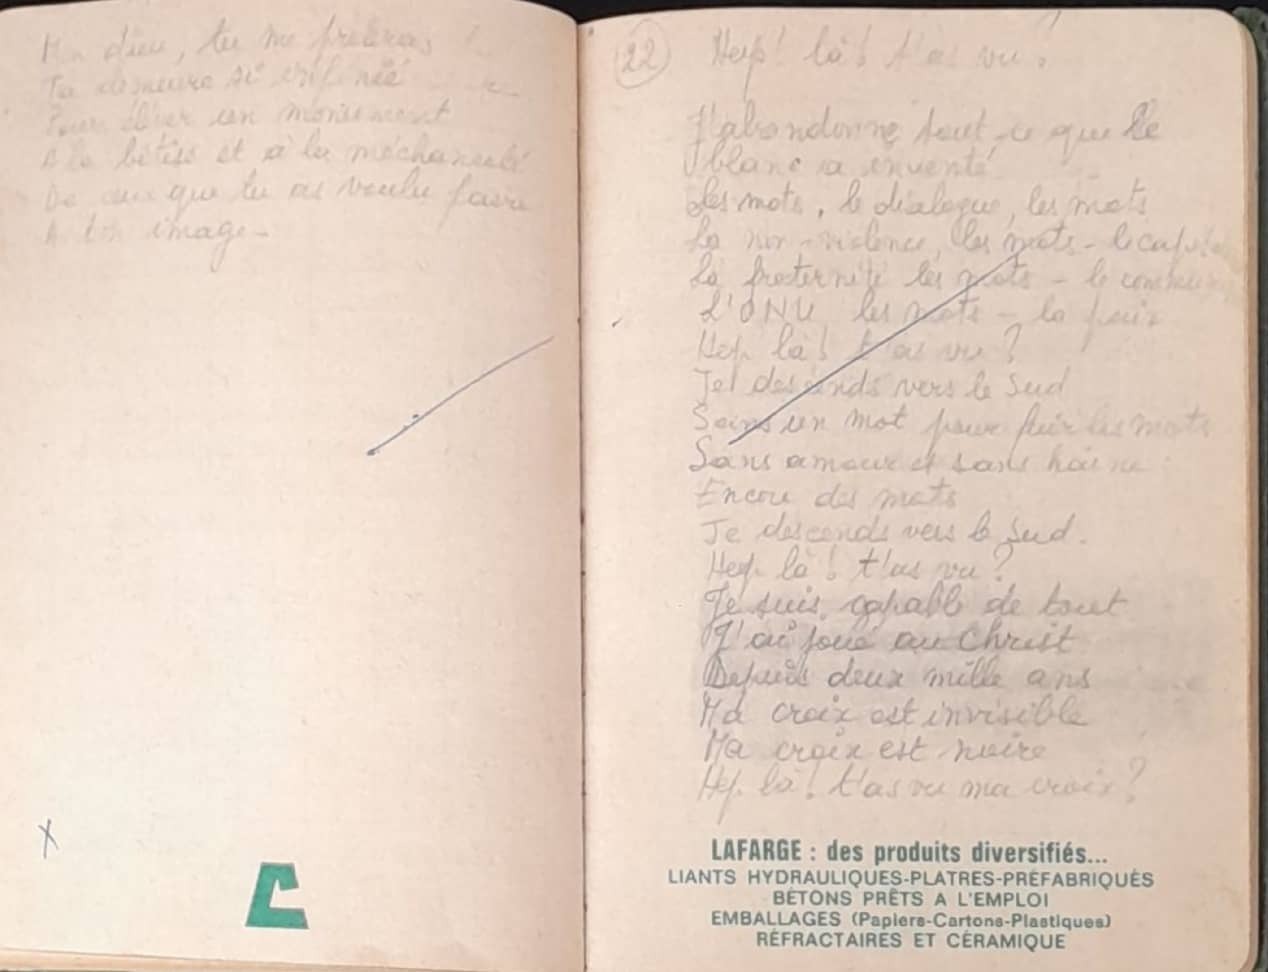 Mon dieu, tu me
Ta demeure si
Pour élever un monument
A la bêtise et à la méchanceté
De ceux que tu as voulu faire
A ton image -
22
Hep! là! t'as vu?
J'abandonne tout ce que le
blanc a inventé
Les mots, le dialogue, les mots
La non-violence, les mots -
La fraternité les mots - le
L'ONU les mots - la paix
Hep là! t'as vu?
Je descends vers le Sud
Sans un mot pour fuir les mots
Sans amour et sans haine
Encore des mots
Je descends vers le Sud.
Hep là! t'as vu?
Je suis capable de tout
J'ai joué au Christ
Depuis deux mille ans
Ma croix est invisible
Ma croix est noire
Hep là! t'as vu ma croix?
LAFARGE : des produits diversifiés...
LIANTS HYDRAULIQUES-PLATRES-PRÉFABRIQUÉS
BÉTONS PRÊTS A L'EMPLOI
EMBALLAGES (Papiers-Cartons-Plastiques)
RÉFRACTAIRES ET CÉRAMIQUE